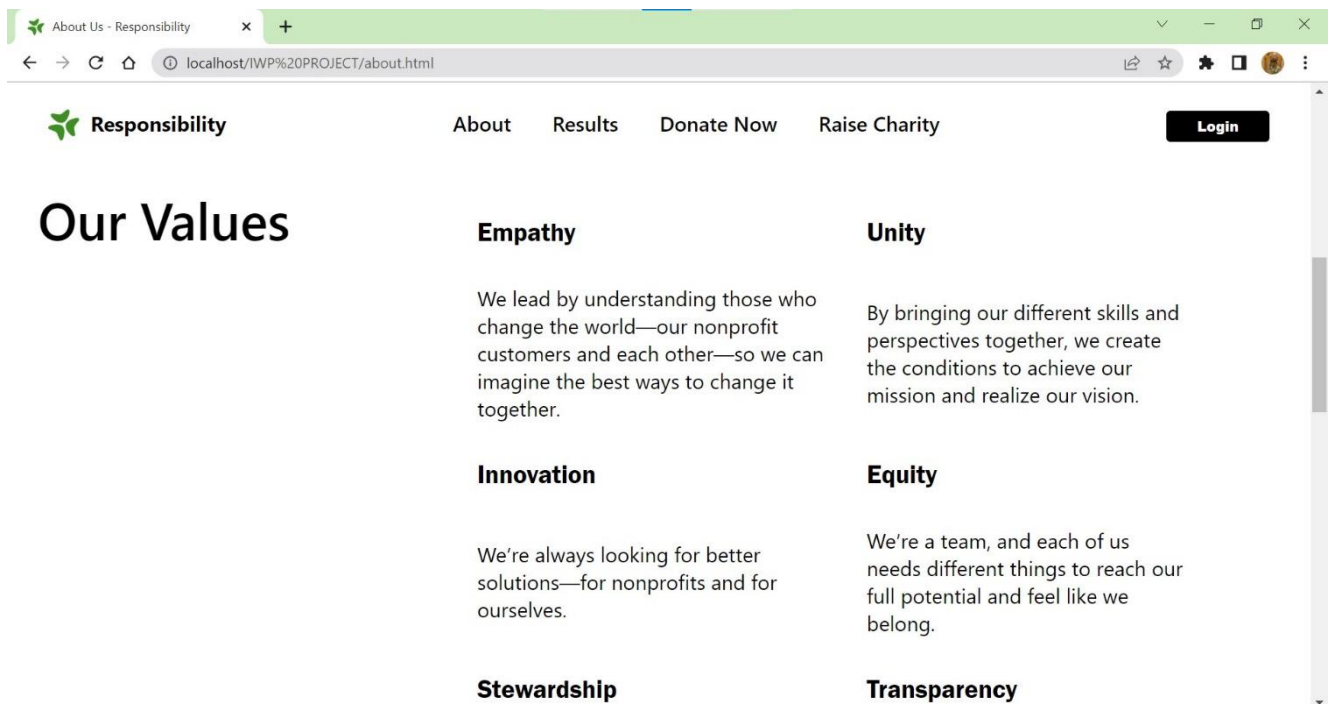 About Us - Responsibility
localhost/IWP%20PROJECT/about.html
Responsibility
About Results Donate Now Raise Charity
Login
Our Values
Empathy
We lead by understanding those who
change the world—our nonprofit
customers and each other—so we can
imagine the best ways to change it
together.
Unity
By bringing our different skills and
perspectives together, we create
the conditions to achieve our
mission and realize our vision.
Innovation
We’re always looking for better
solutions—for nonprofits and for
ourselves.
Equity
We’re a team, and each of us
needs different things to reach our
full potential and feel like we
belong.
Stewardship
Transparency